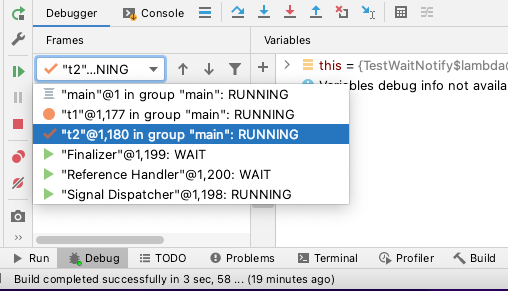 Debugger Console
Frames Variables
"t2"...NING this = {TestWaitNotify$lambda(
Variables debug info not availa
"main"@1 in group "main": RUNNING
"t1"@1,177 in group "main": RUNNING
"t2"@1,180 in group "main": RUNNING
"Finalizer"@1,199: WAIT
"Reference Handler"@1,200: WAIT
"Signal Dispatcher"@1,198: RUNNING
>>
Run Debug TODO Problems Terminal Profiler Build
Build completed successfully in 3 sec, 58 ... (19 minutes ago)